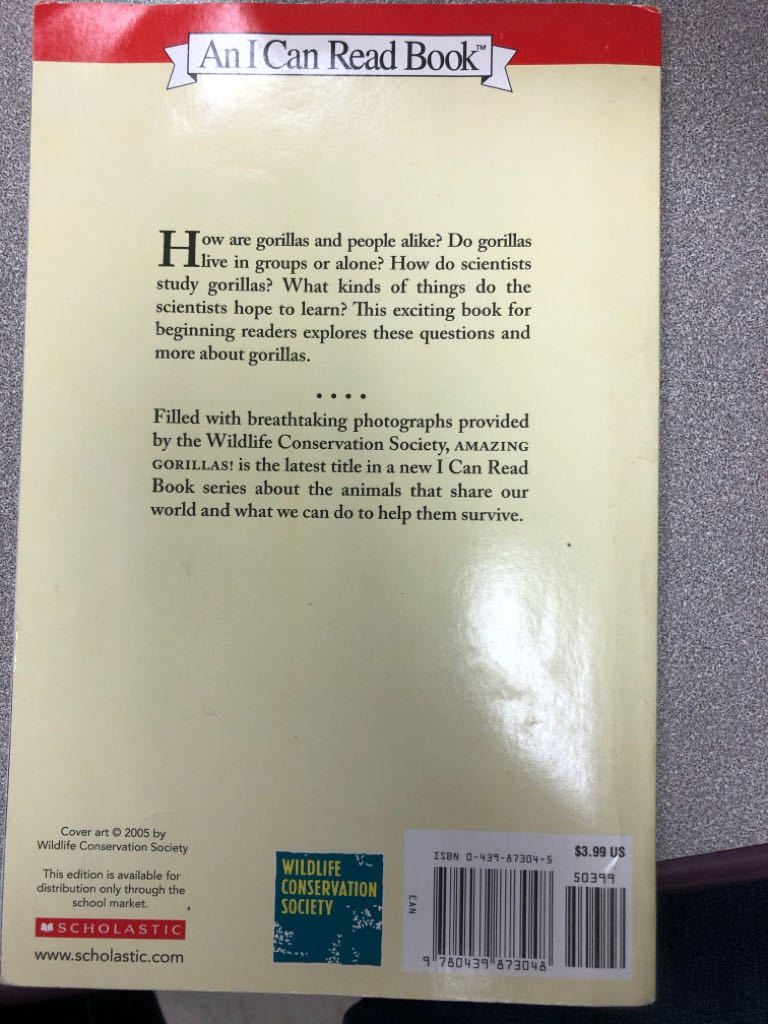 An I Can Read Book™
How are gorillas and people alike? Do gorillas
live in groups or alone? How do scientists
study gorillas? What kinds of things do the
scientists hope to learn? This exciting book for
beginning readers explores these questions and
more about gorillas.
• • • •
Filled with breathtaking photographs provided
by the Wildlife Conservation Society, AMAZING
GORILLAS! is the latest title in a new I Can Read
Book series about the animals that share our
world and what we can do to help them survive.
Cover art © 2005 by
Wildlife Conservation Society
This edition is available for
distribution only through the
school market.
SCHOLASTIC
www.scholastic.com
WILDLIFE
CONSERVATION
SOCIETY
ISBN 0-439-87304-5
$3.99 US
50399
EAN
9 780439 873048